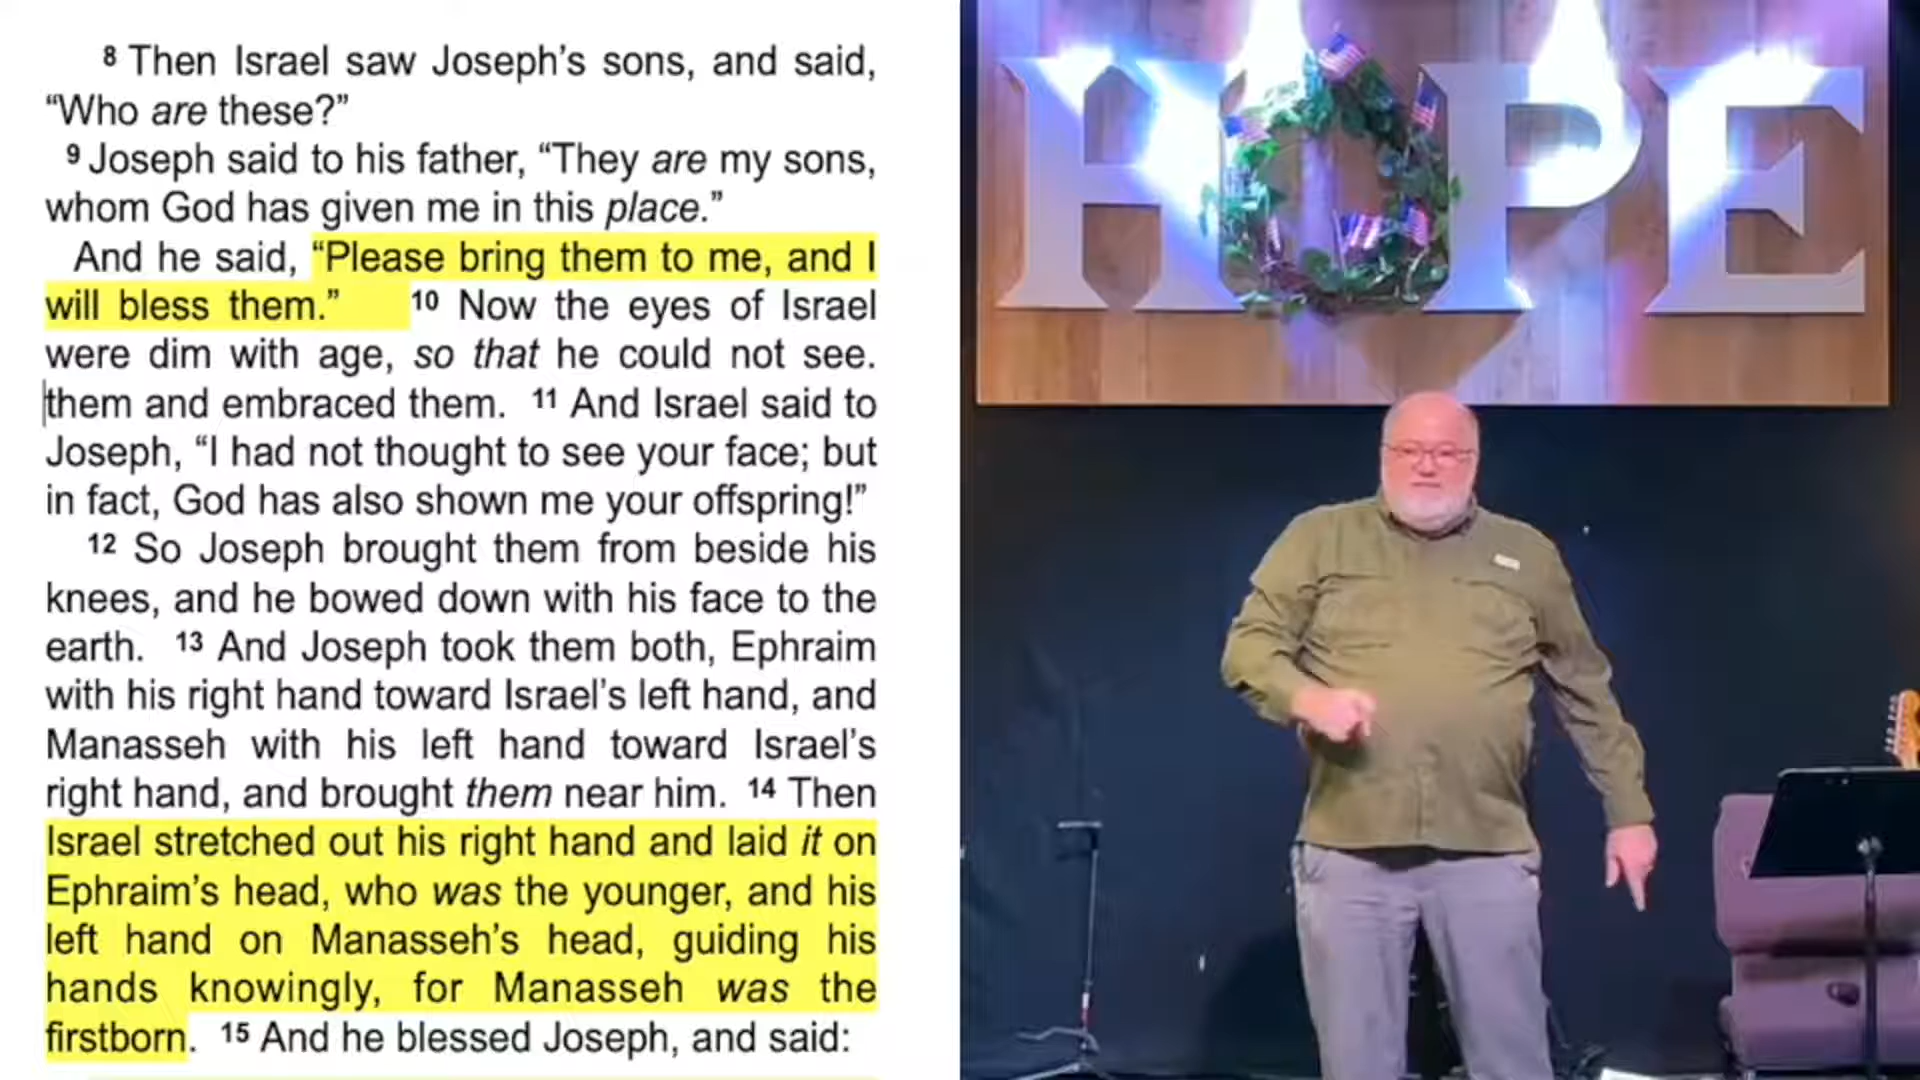 8 Then Israel saw Joseph’s sons, and said,
“Who are these?”
9 Joseph said to his father, “They are my sons,
whom God has given me in this place.”
And he said, “Please bring them to me, and I
will bless them.” 10 Now the eyes of Israel
were dim with age, so that he could not see.
them and embraced them. 11 And Israel said to
Joseph, “I had not thought to see your face; but
in fact, God has also shown me your offspring!”
12 So Joseph brought them from beside his
knees, and he bowed down with his face to the
earth. 13 And Joseph took them both, Ephraim
with his right hand toward Israel’s left hand, and
Manasseh with his left hand toward Israel’s
right hand, and brought them near him. 14 Then
Israel stretched out his right hand and laid it on
Ephraim’s head, who was the younger, and his
left hand on Manasseh’s head, guiding his
hands knowingly, for Manasseh was the
firstborn. 15 And he blessed Joseph, and said:
HOPE